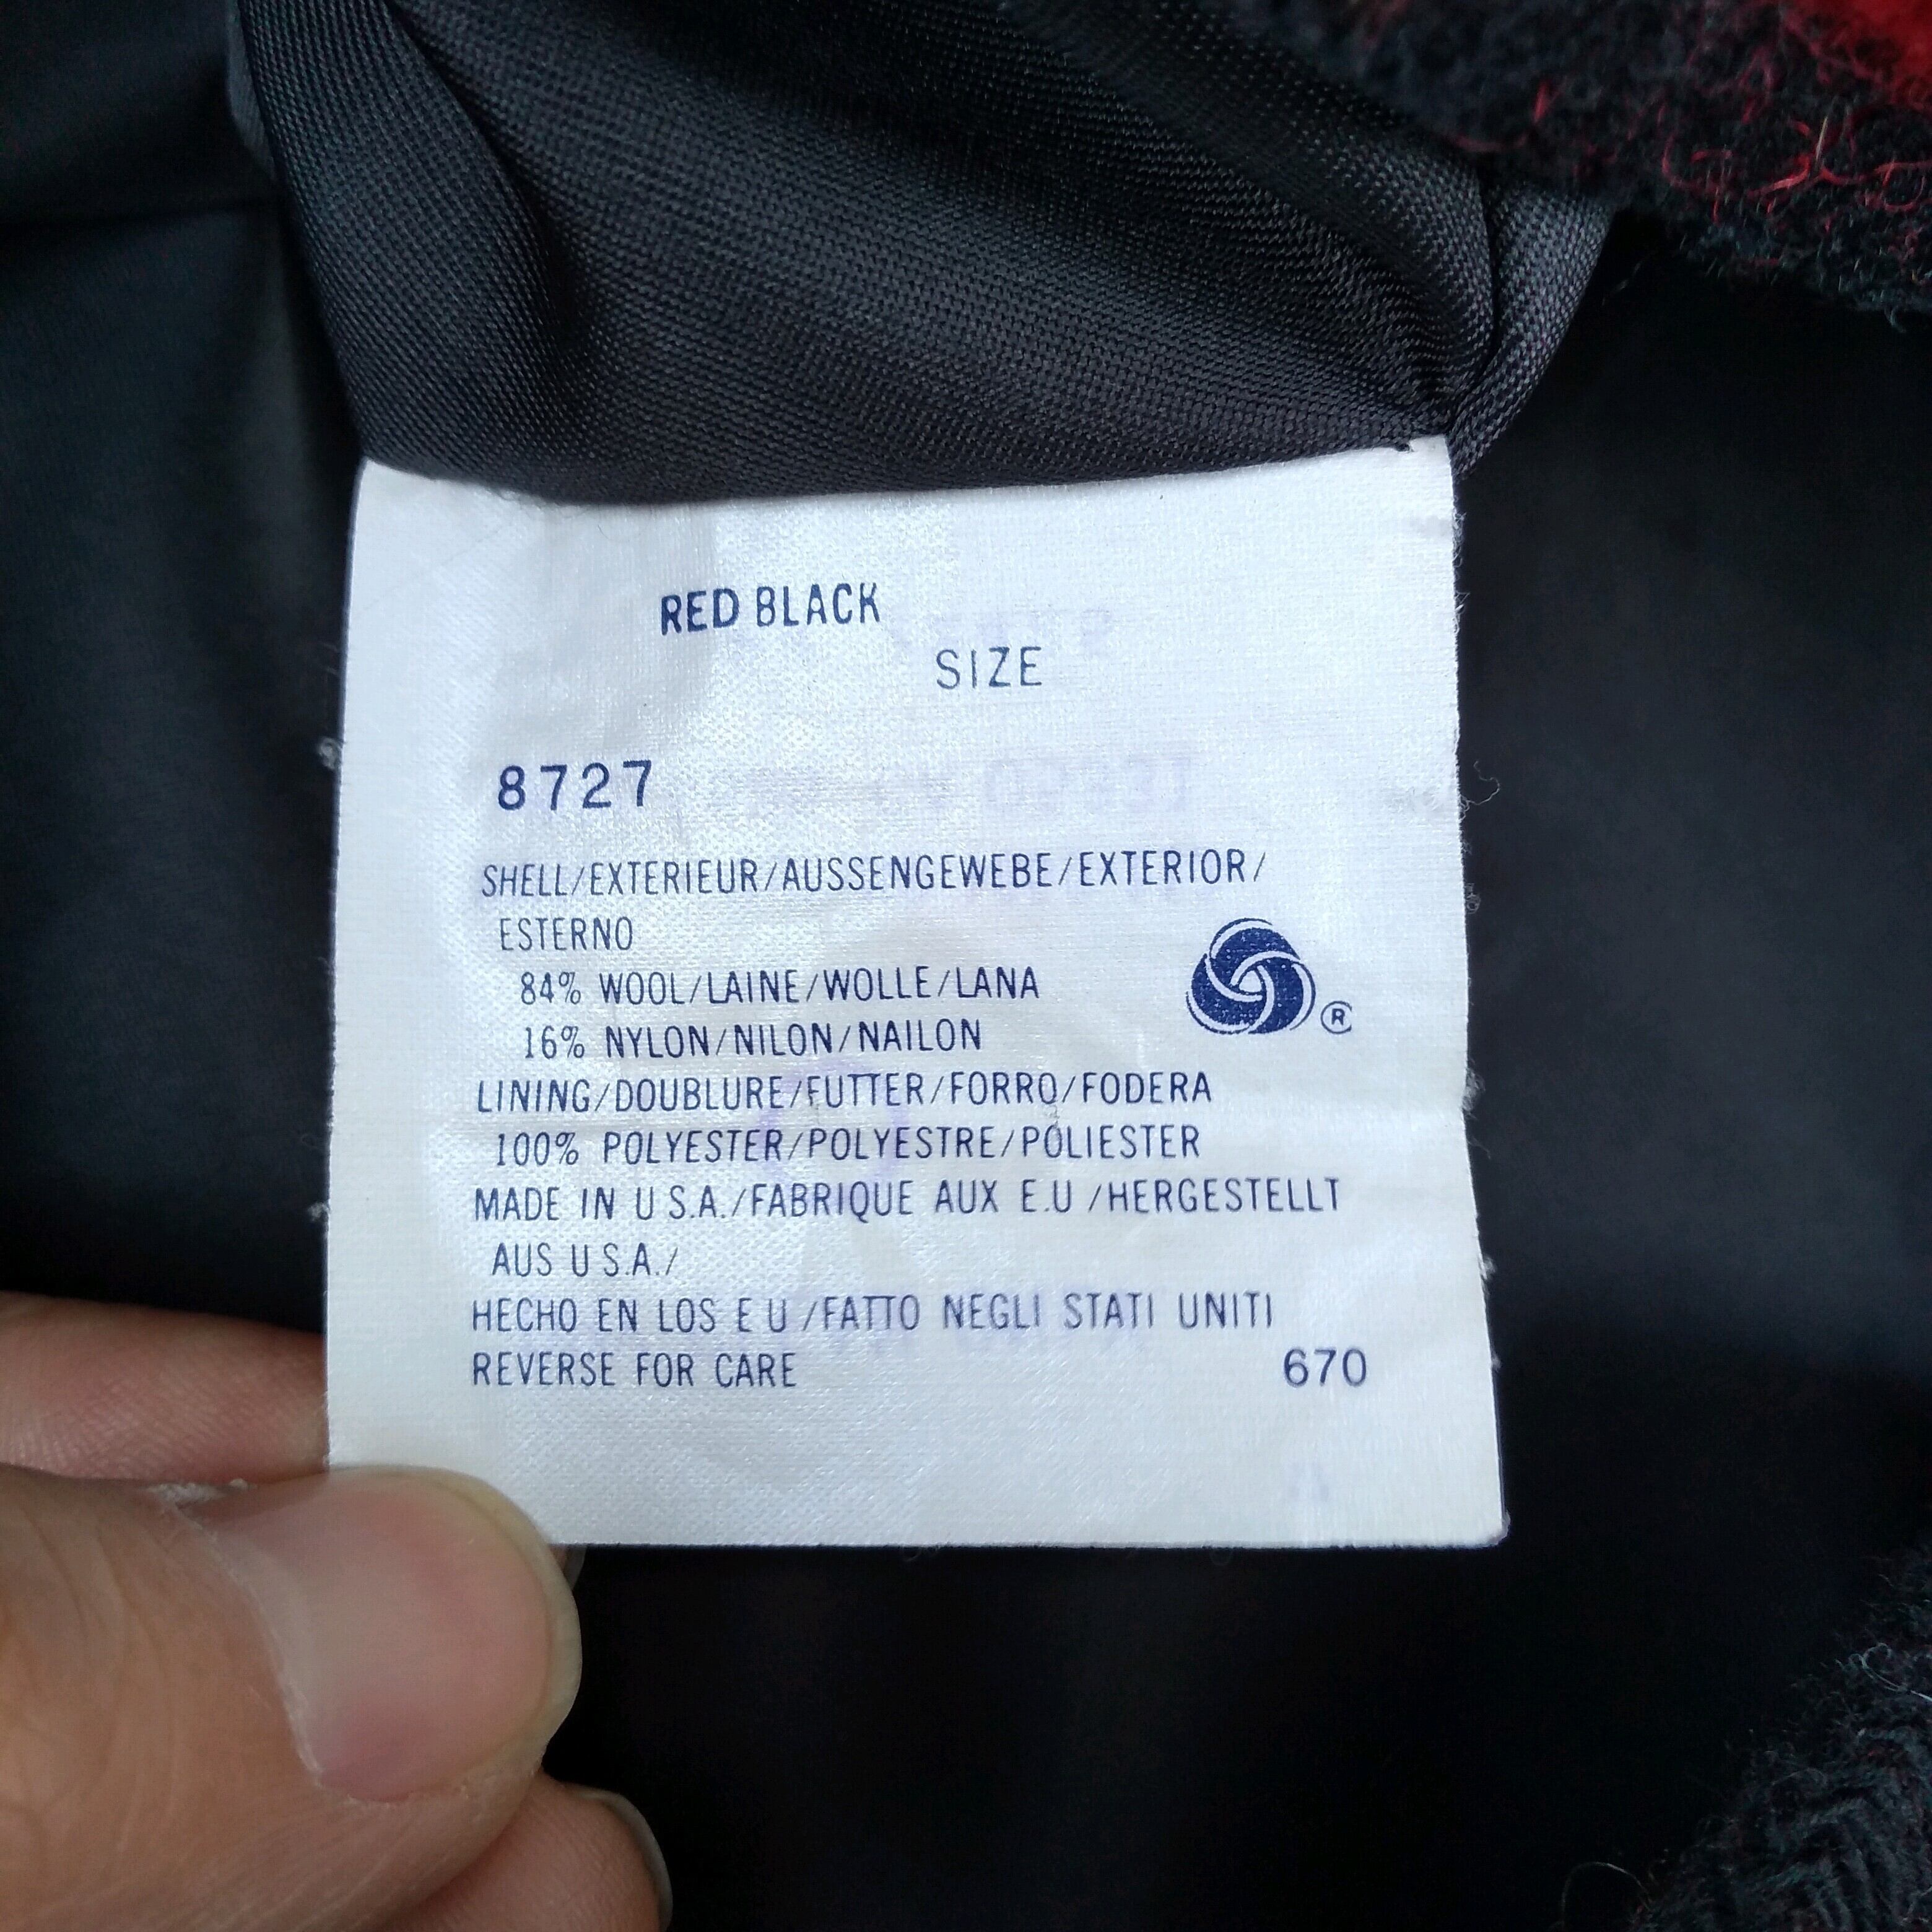 RED BLACK
SIZE
8727
SHELL/EXTERIEUR/AUSSENGEWEBE/EXTERIOR/
ESTERNO
84% WOOL/LAINE/WOLLE/LANA
16% NYLON/NILON/NAILON
®
LINING/DOUBLURE/FUTTER/FORRO/FODERA
100% POLYESTER/POLYESTRE/POLIESTER
MADE IN U S.A./FABRIQUE AUX E.U /HERGESTELLT
AUS U S.A./
HECHO EN LOS E U /FATTO NEGLI STATI UNITI
REVERSE FOR CARE 670